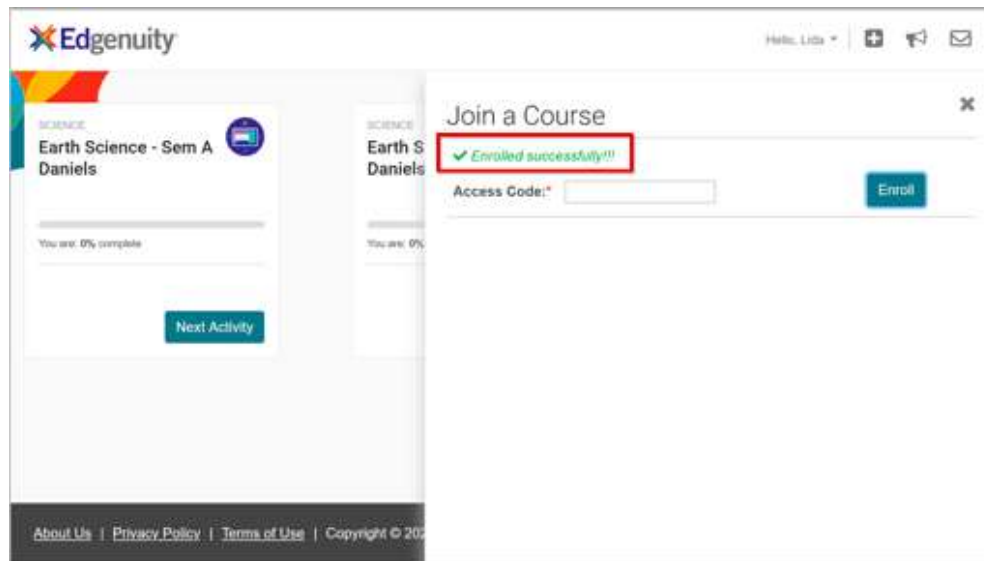 Edgenuity
Hello, Lida
SCIENCE
Earth Science - Sem A
Daniels
You are: 0% complete
Next Activity
SCIENCE
Earth S
Daniels
You are: 0%
Join a Course
Enrolled successfully!!!
Access Code:*
Enroll
About Us | Privacy Policy | Terms of Use | Copyright © 202